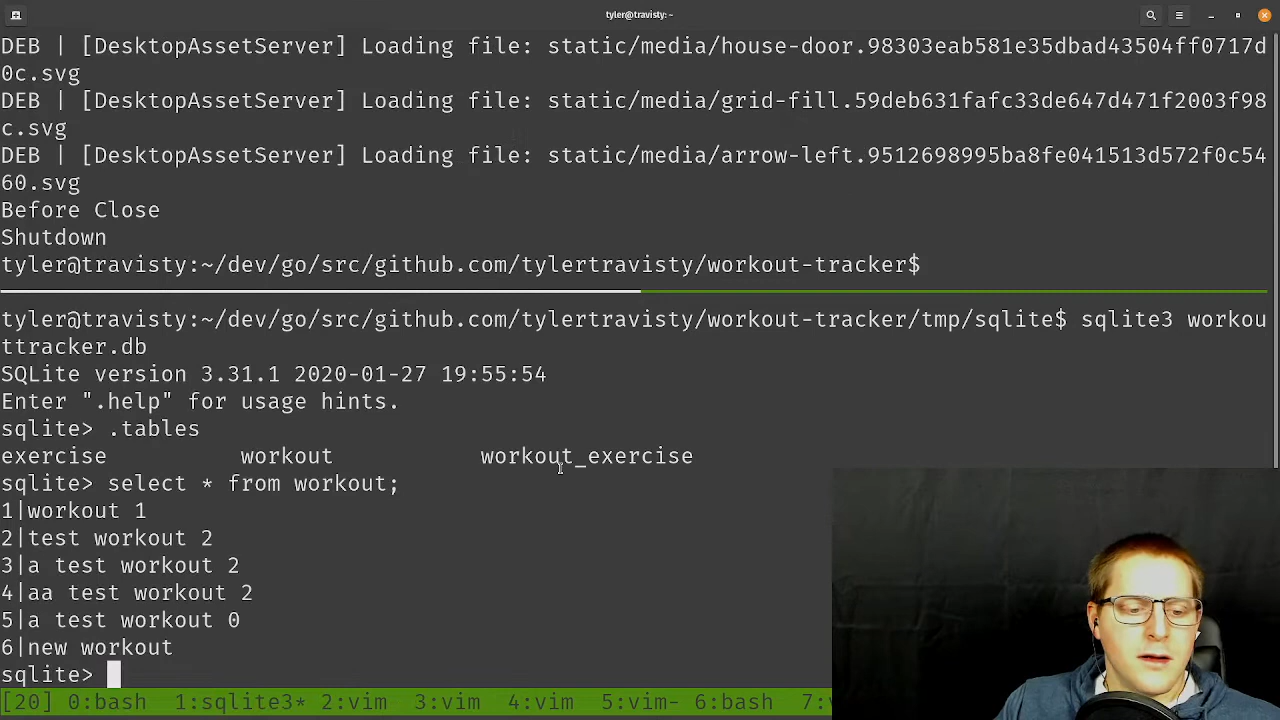 tyler@travisty: ~
DEB | [DesktopAssetServer] Loading file: static/media/house-door.98303eab581e35dbad43504ff0717d
0c.svg
DEB | [DesktopAssetServer] Loading file: static/media/grid-fill.59deb631fafc33de647d471f2003f98
c.svg
DEB | [DesktopAssetServer] Loading file: static/media/arrow-left.9512698995ba8fe041513d572f0c54
60.svg
Before Close
Shutdown
tyler@travisty:~/dev/go/src/github.com/tylertravisty/workout-tracker$
tyler@travisty:~/dev/go/src/github.com/tylertravisty/workout-tracker/tmp/sqlite$ sqlite3 workou
ttracker.db
SQLite version 3.31.1 2020-01-27 19:55:54
Enter ".help" for usage hints.
sqlite> .tables
exercise workout workout_exercise
sqlite> select * from workout;
1|workout 1
2|test workout 2
3|a test workout 2
4|aa test workout 2
5|a test workout 0
6|new workout
sqlite>
[20] 0:bash 1:sqlite3* 2:vim 3:vim 4:vim 5:vim- 6:bash 7: